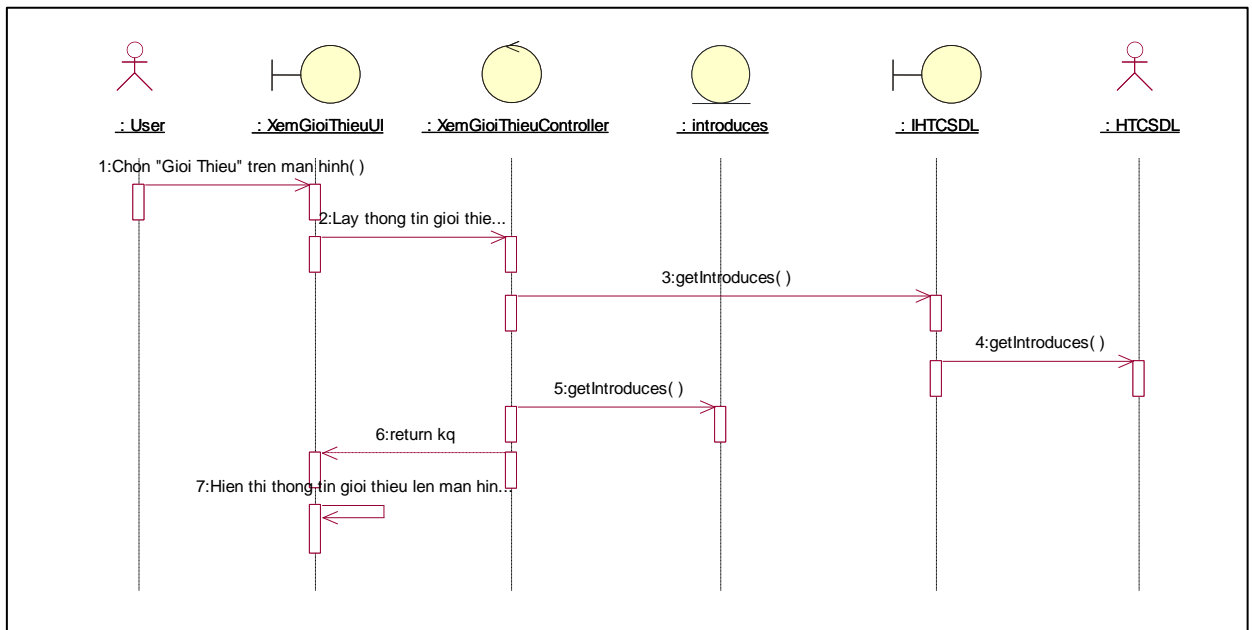 : User
: XemGioiThieuUI
: XemGioiThieuController
: introduces
: IHTCSDL
: HTCSDL
1:Chon "Gioi Thieu" tren man hinh( )
2:Lay thong tin gioi thie...
3:getIntroduces( )
4:getIntroduces( )
5:getIntroduces( )
6:return kq
7:Hien thi thong tin gioi thieu len man hin...